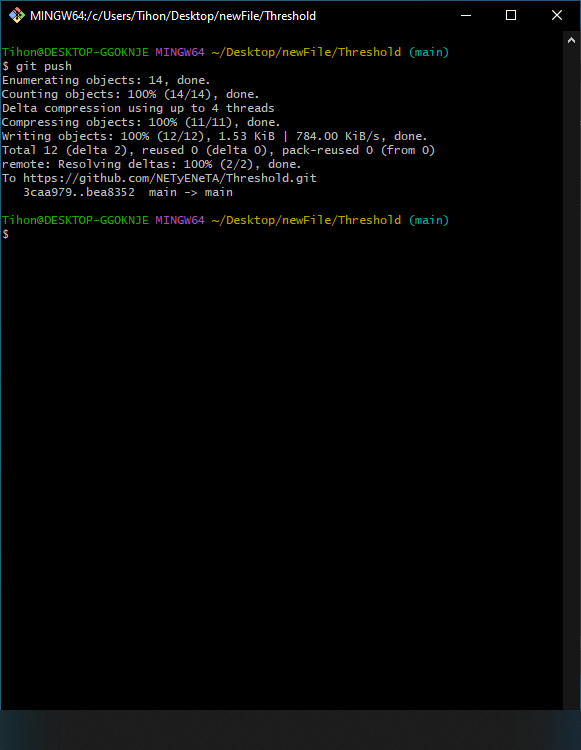 MINGW64:/c/Users/Tihon/Desktop/newFile/Threshold
Tihon@DESKTOP-GGOKNJE MINGW64 ~/Desktop/newFile/Threshold (main)
$ git push
Enumerating objects: 14, done.
Counting objects: 100% (14/14), done.
Delta compression using up to 4 threads
Compressing objects: 100% (11/11), done.
Writing objects: 100% (12/12), 1.53 KiB | 784.00 KiB/s, done.
Total 12 (delta 2), reused 0 (delta 0), pack-reused 0 (from 0)
remote: Resolving deltas: 100% (2/2), done.
To https://github.com/NETyENeTA/Threshold.git
   3caa979..bea8352  main -> main
Tihon@DESKTOP-GGOKNJE MINGW64 ~/Desktop/newFile/Threshold (main)
$